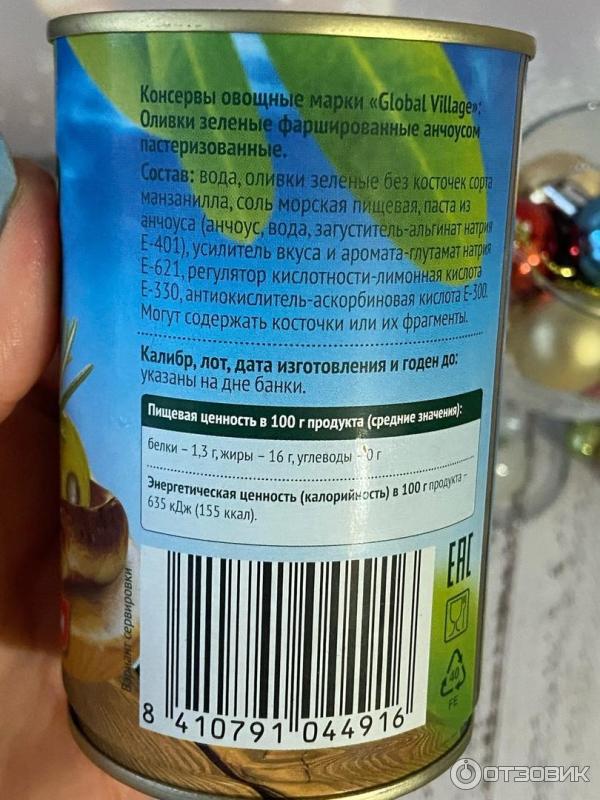 Консервы овощные марки «Global Village»:
Оливки зеленые фаршированные анчоусом
пастеризованные.
Состав: вода, оливки зеленые без косточек сорта
манзанилла, соль морская пищевая, паста из
анчоуса (анчоус, вода, загуститель-альгинат натрия
Е-401), усилитель вкуса и аромата-глутамат натрия
Е-621, регулятор кислотности-лимонная кислота
Е-330, антиокислитель-аскорбиновая кислота Е-300.
Могут содержать косточки или их фрагменты.
Калибр, лот, дата изготовления и годен до:
указаны на дне банки.
Пищевая ценность в 100 г продукта (средние значения):
белки – 1,3 г, жиры – 16 г, углеводы – 0 г
Энергетическая ценность (калорийность) в 100 г продукта –
635 кДж (155 ккал).
Вариант сервировки
EAC
40
FE
8 410791 044916
ОТЗОВИК